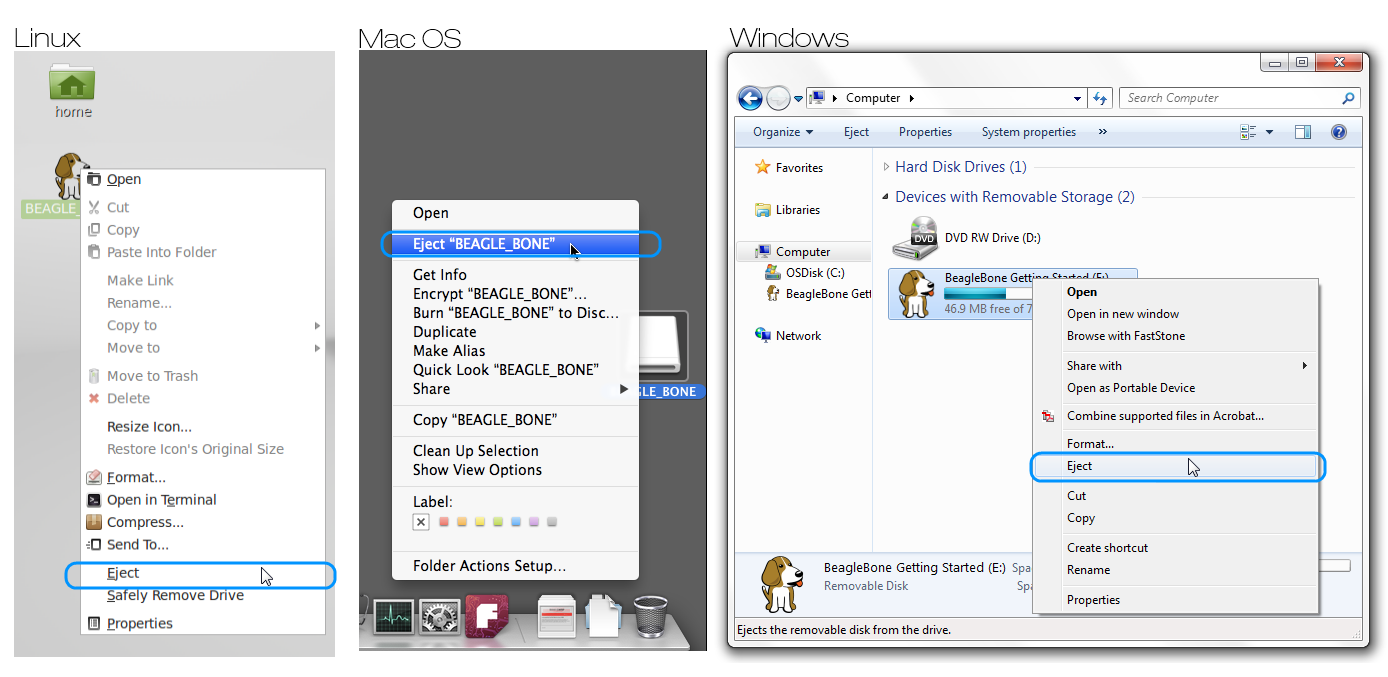 Linux
home
BEAGLE_
Open
Cut
Copy
Paste Into Folder
Make Link
Rename...
Copy to
Move to
Move to Trash
Delete
Resize Icon...
Restore Icon's Original Size
Format...
Open in Terminal
Compress...
Send To...
Eject
Safely Remove Drive
Properties
Mac OS
Open
Eject “BEAGLE_BONE”
Get Info
Encrypt “BEAGLE_BONE”...
Burn “BEAGLE_BONE” to Disc...
Duplicate
Make Alias
Quick Look “BEAGLE_BONE”
Share
GLE_BONE
Copy “BEAGLE_BONE”
Clean Up Selection
Show View Options
Label:
Folder Actions Setup...
Windows
Computer
Search Computer
Organize Eject Properties System properties »
Favorites
Libraries
Computer
OSDisk (C:)
BeagleBone Gett
Network
Hard Disk Drives (1)
Devices with Removable Storage (2)
DVD
DVD RW Drive (D:)
BeagleBone Getting Started (E:)
46.9 MB free of 7
Open
Open in new window
Browse with FastStone
Share with
Open as Portable Device
Combine supported files in Acrobat...
Format...
Eject
Cut
Copy
Create shortcut
Rename
Properties
BeagleBone Getting Started (E:) Spa
Removable Disk Spa
Ejects the removable disk from the drive.